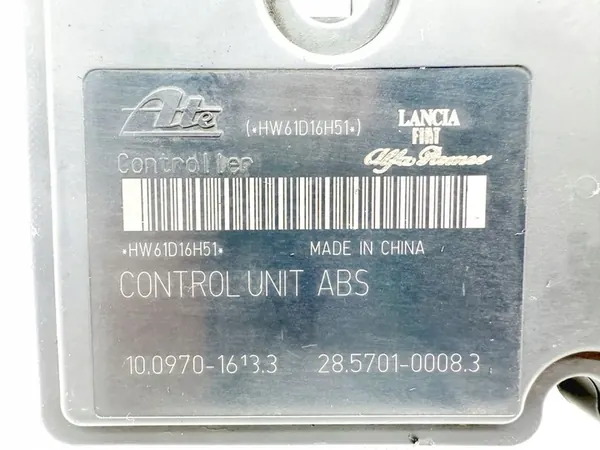 Ate (*HW61D16H51*) LANCIA
FIAT
Controller Alfa Romeo
*HW61D16H51* MADE IN CHINA
CONTROL UNIT ABS
10.0970-1613.3 28.5701-0008.3